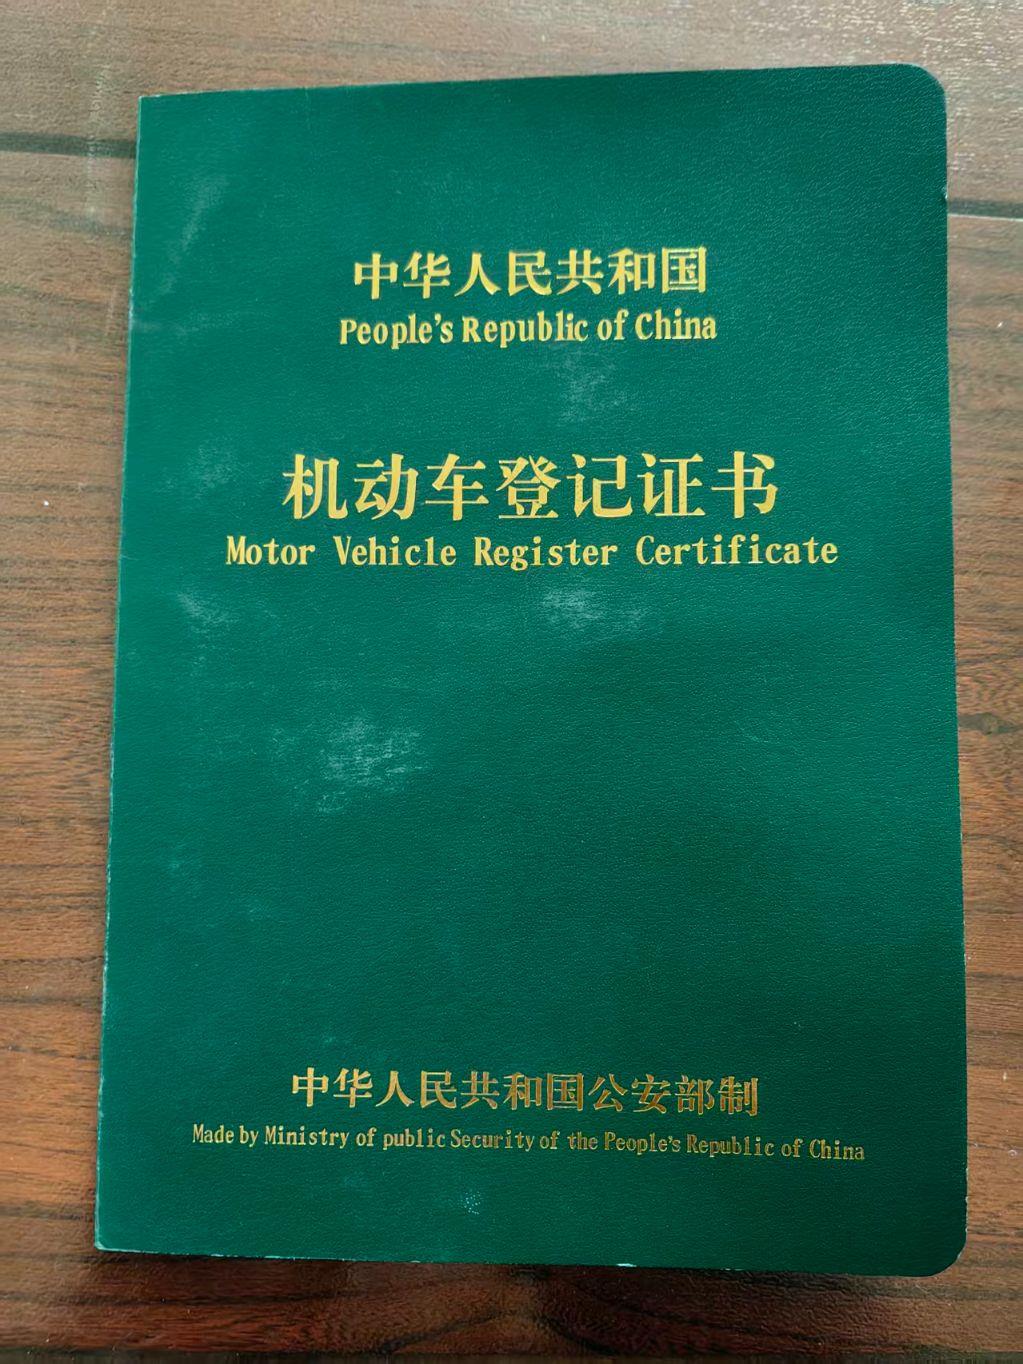 中华人民共和国
People's Republic of China
机动车登记证书
Motor Vehicle Register Certificate
中华人民共和国公安部制
Made by Ministry of public Security of the People's Republic of China